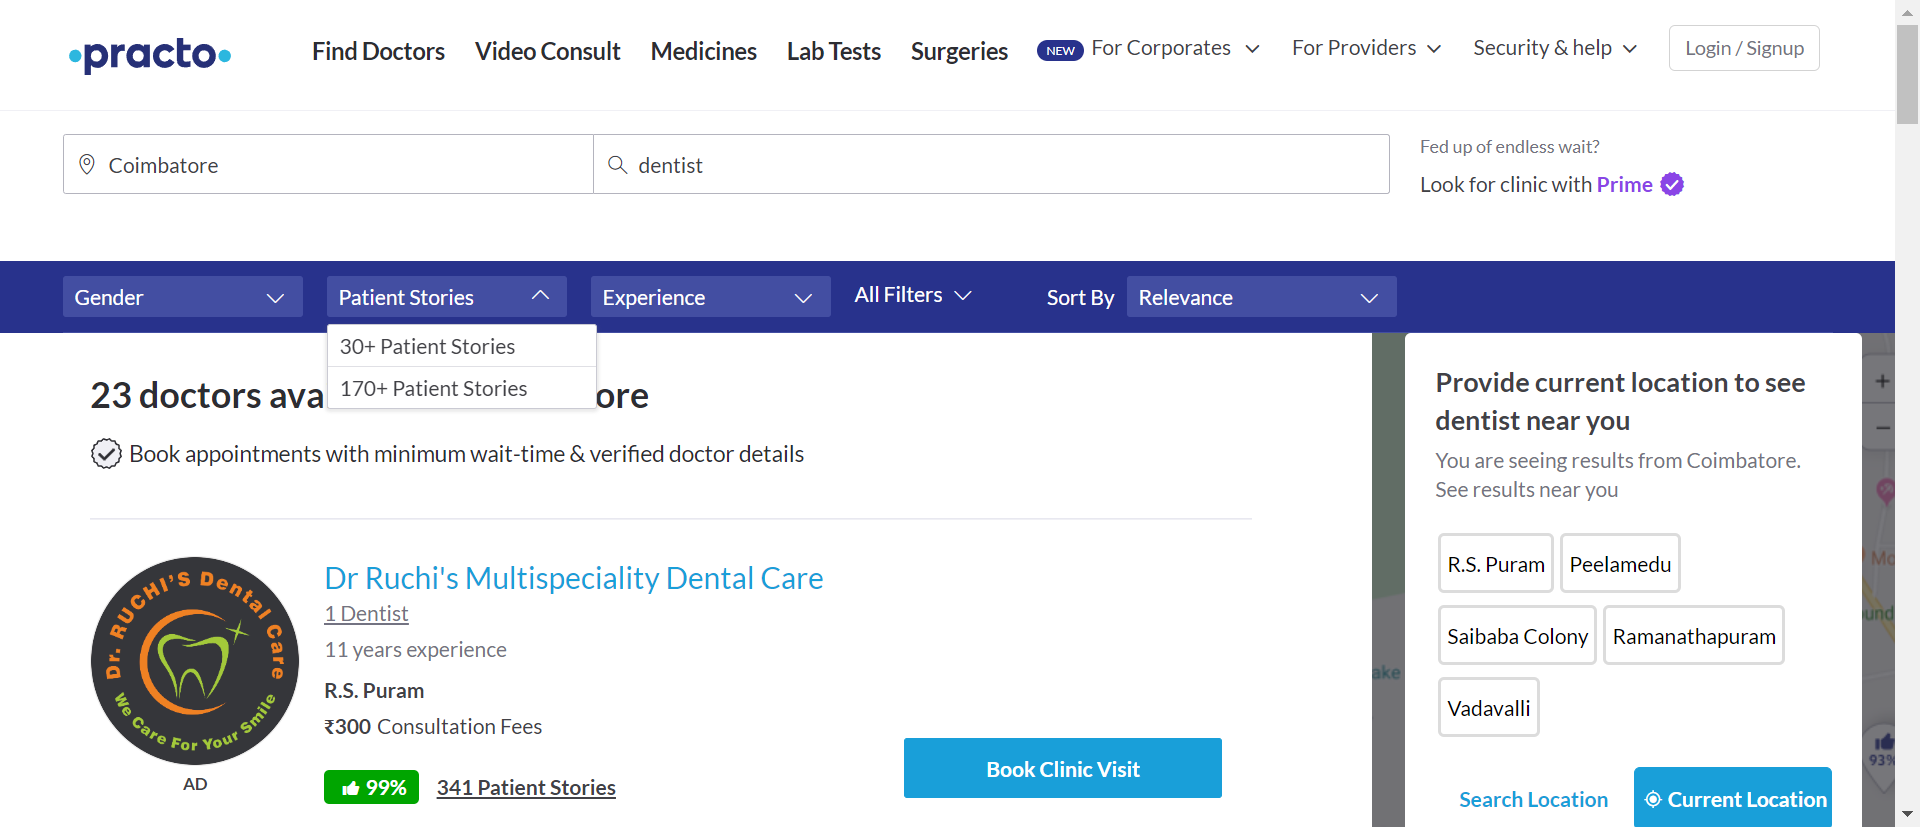 practo
Find Doctors
Video Consult
Medicines
Lab Tests
Surgeries
NEW For Corporates
For Providers
Security & help
Login / Signup
Coimbatore
dentist
Fed up of endless wait?
Look for clinic with Prime
Gender
Patient Stories
Experience
All Filters
Sort By
Relevance
30+ Patient Stories
170+ Patient Stories
23 doctors ava
ore
Book appointments with minimum wait-time & verified doctor details
Dr. RUCHI'S Dental Care
We Care For Your Smile
AD
Dr Ruchi's Multispeciality Dental Care
1 Dentist
11 years experience
R.S. Puram
₹300 Consultation Fees
99%
341 Patient Stories
Book Clinic Visit
Provide current location to see
dentist near you
You are seeing results from Coimbatore.
See results near you
R.S. Puram
Peelamedu
Saibaba Colony
Ramanathapuram
Vadavalli
Search Location
Current Location
+
−
93%